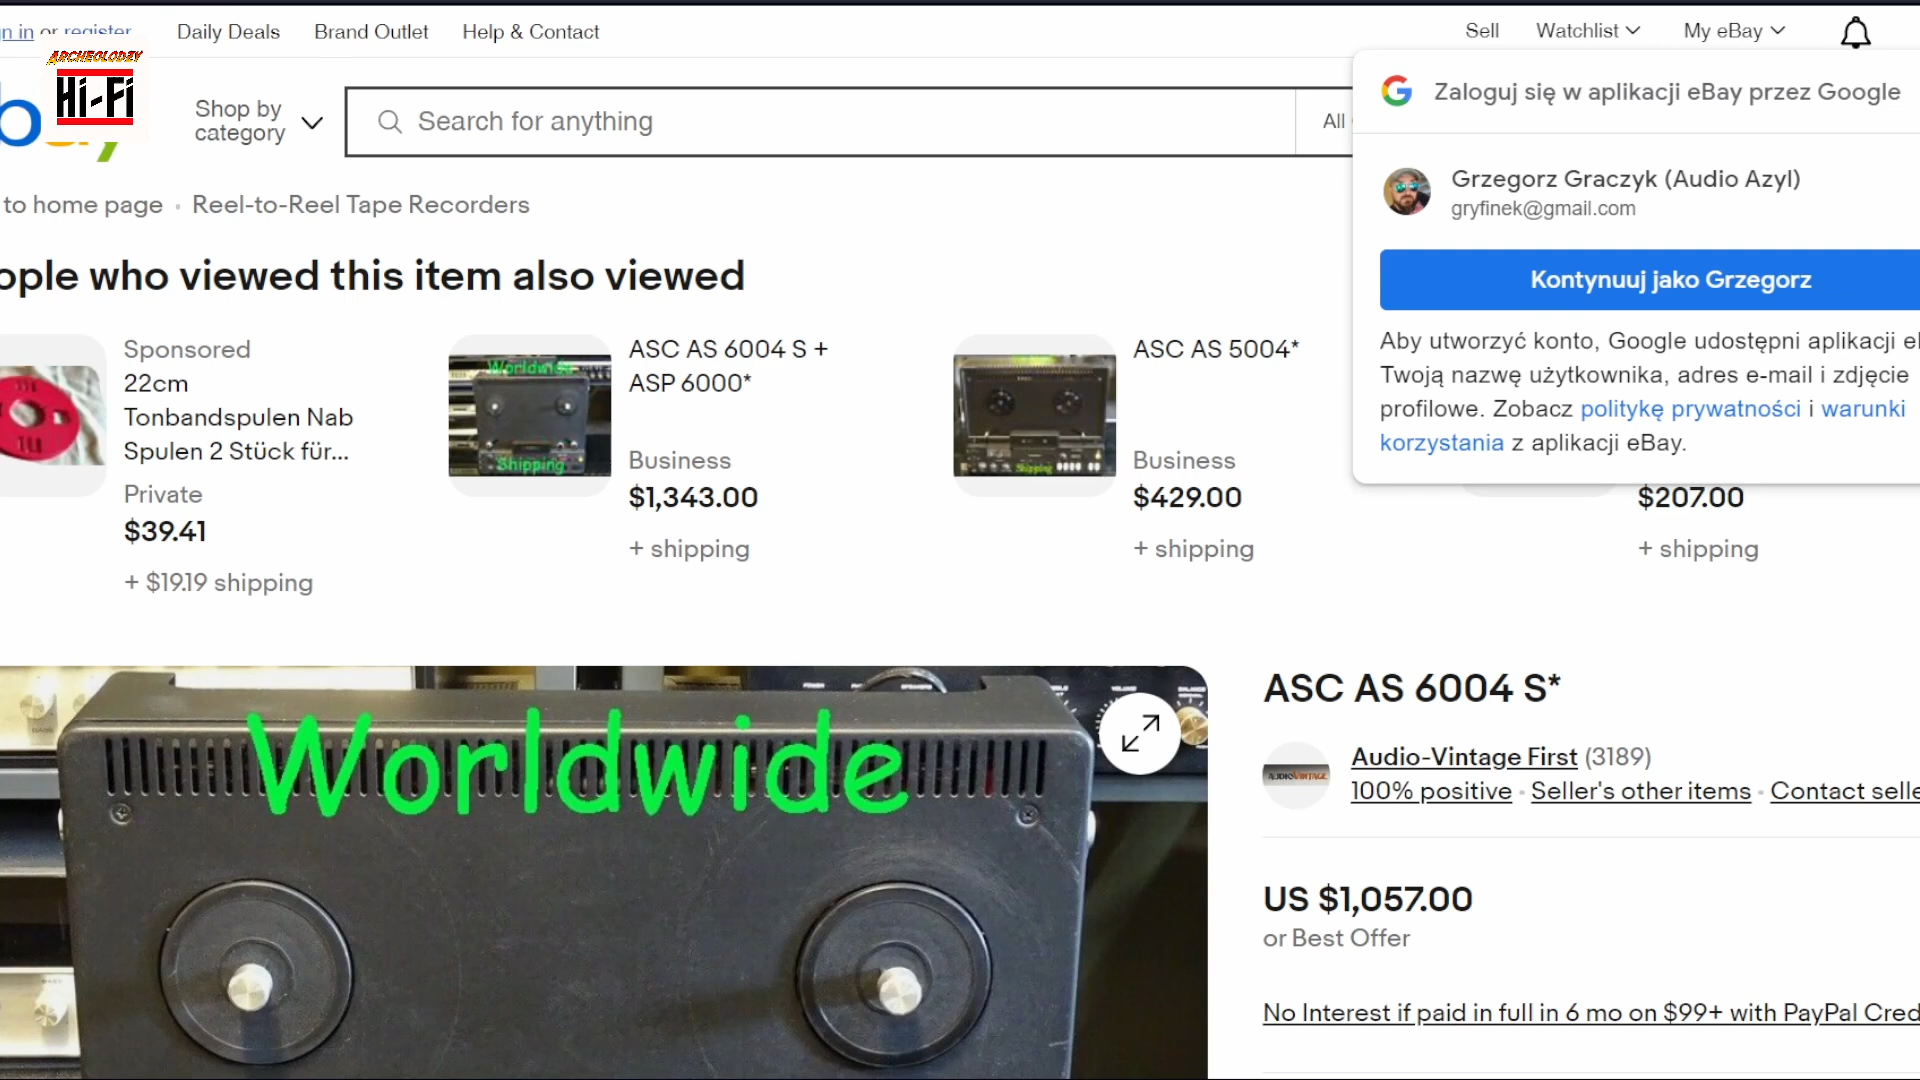 n in or register
Daily Deals
Brand Outlet
Help & Contact
Sell
Watchlist
My eBay
ARCHEOLODZY
Hi-Fi
Shop by
category
Search for anything
All
Zaloguj się w aplikacji eBay przez Google
Grzegorz Graczyk (Audio Azyl)
gryfinek@gmail.com
Kontynuuj jako Grzegorz
Aby utworzyć konto, Google udostępni aplikacji
Twoją nazwę użytkownika, adres e-mail i zdjęcie
profilowe. Zobacz politykę prywatności i warunki
korzystania z aplikacji eBay.
to home page
Reel-to-Reel Tape Recorders
ople who viewed this item also viewed
Sponsored
22cm
Tonbandspulen Nab
Spulen 2 Stück für...
Private
$39.41
+ $19.19 shipping
Worldwide
Shipping
ASC AS 6004 S +
ASP 6000*
Business
$1,343.00
+ shipping
Shipping
ASC AS 5004*
Business
$429.00
+ shipping
$207.00
+ shipping
Worldwide
ASC AS 6004 S*
AUDIOVINTAGE
Audio-Vintage First (3189)
100% positive
Seller's other items
Contact selle
US $1,057.00
or Best Offer
No Interest if paid in full in 6 mo on $99+ with PayPal Cred